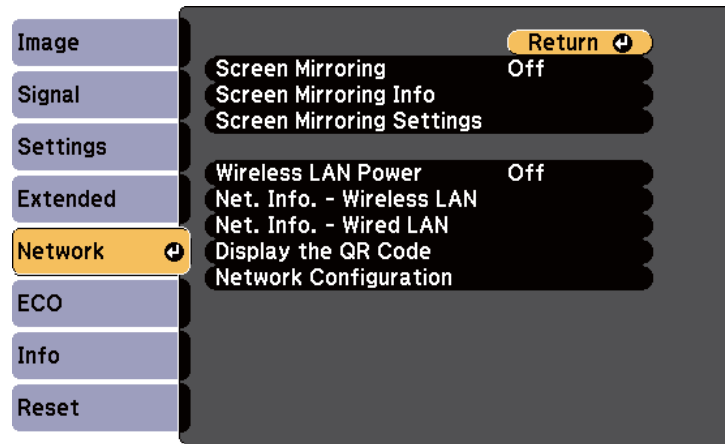 Image
Signal
Settings
Extended
Network
ECO
Info
Reset
Return
Screen Mirroring Off
Screen Mirroring Info
Screen Mirroring Settings
Wireless LAN Power Off
Net. Info. - Wireless LAN
Net. Info. - Wired LAN
Display the QR Code
Network Configuration